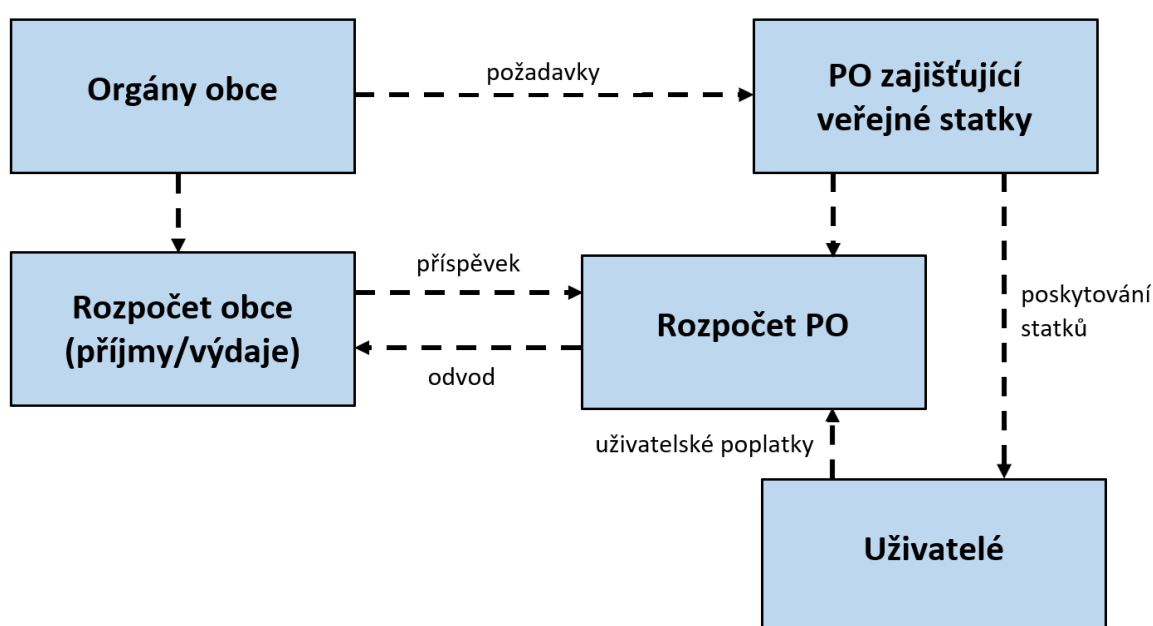 Orgány obce
požadavky
PO zajišťující
veřejné statky
Rozpočet obce
(příjmy/výdaje)
příspěvek
odvod
Rozpočet PO
poskytování
statků
uživatelské poplatky
Uživatelé